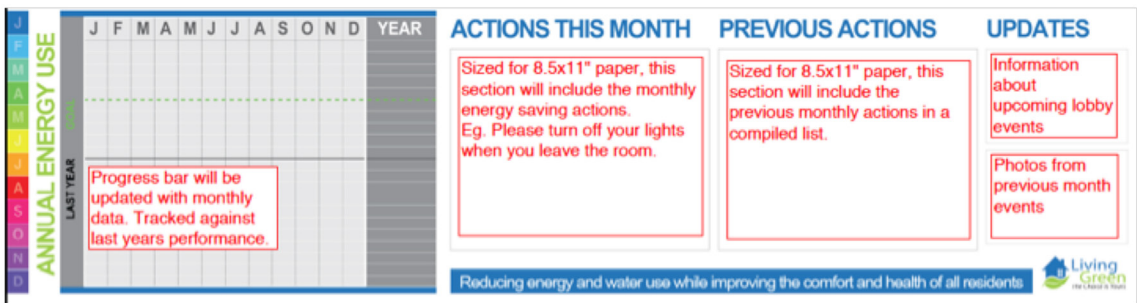 J
F
M
A
M
J
J
A
S
O
N
D
ANNUAL ENERGY USE
J F M A M J J A S O N D YEAR
GOAL
LAST YEAR
Progress bar will be
updated with monthly
data. Tracked against
last years performance.
ACTIONS THIS MONTH
Sized for 8.5x11" paper, this
section will include the monthly
energy saving actions.
Eg. Please turn off your lights
when you leave the room.
PREVIOUS ACTIONS
Sized for 8.5x11" paper, this
section will include the
previous monthly actions in a
compiled list.
UPDATES
Information
about
upcoming lobby
events
Photos from
previous month
events
Reducing energy and water use while improving the comfort and health of all residents
Living
Green